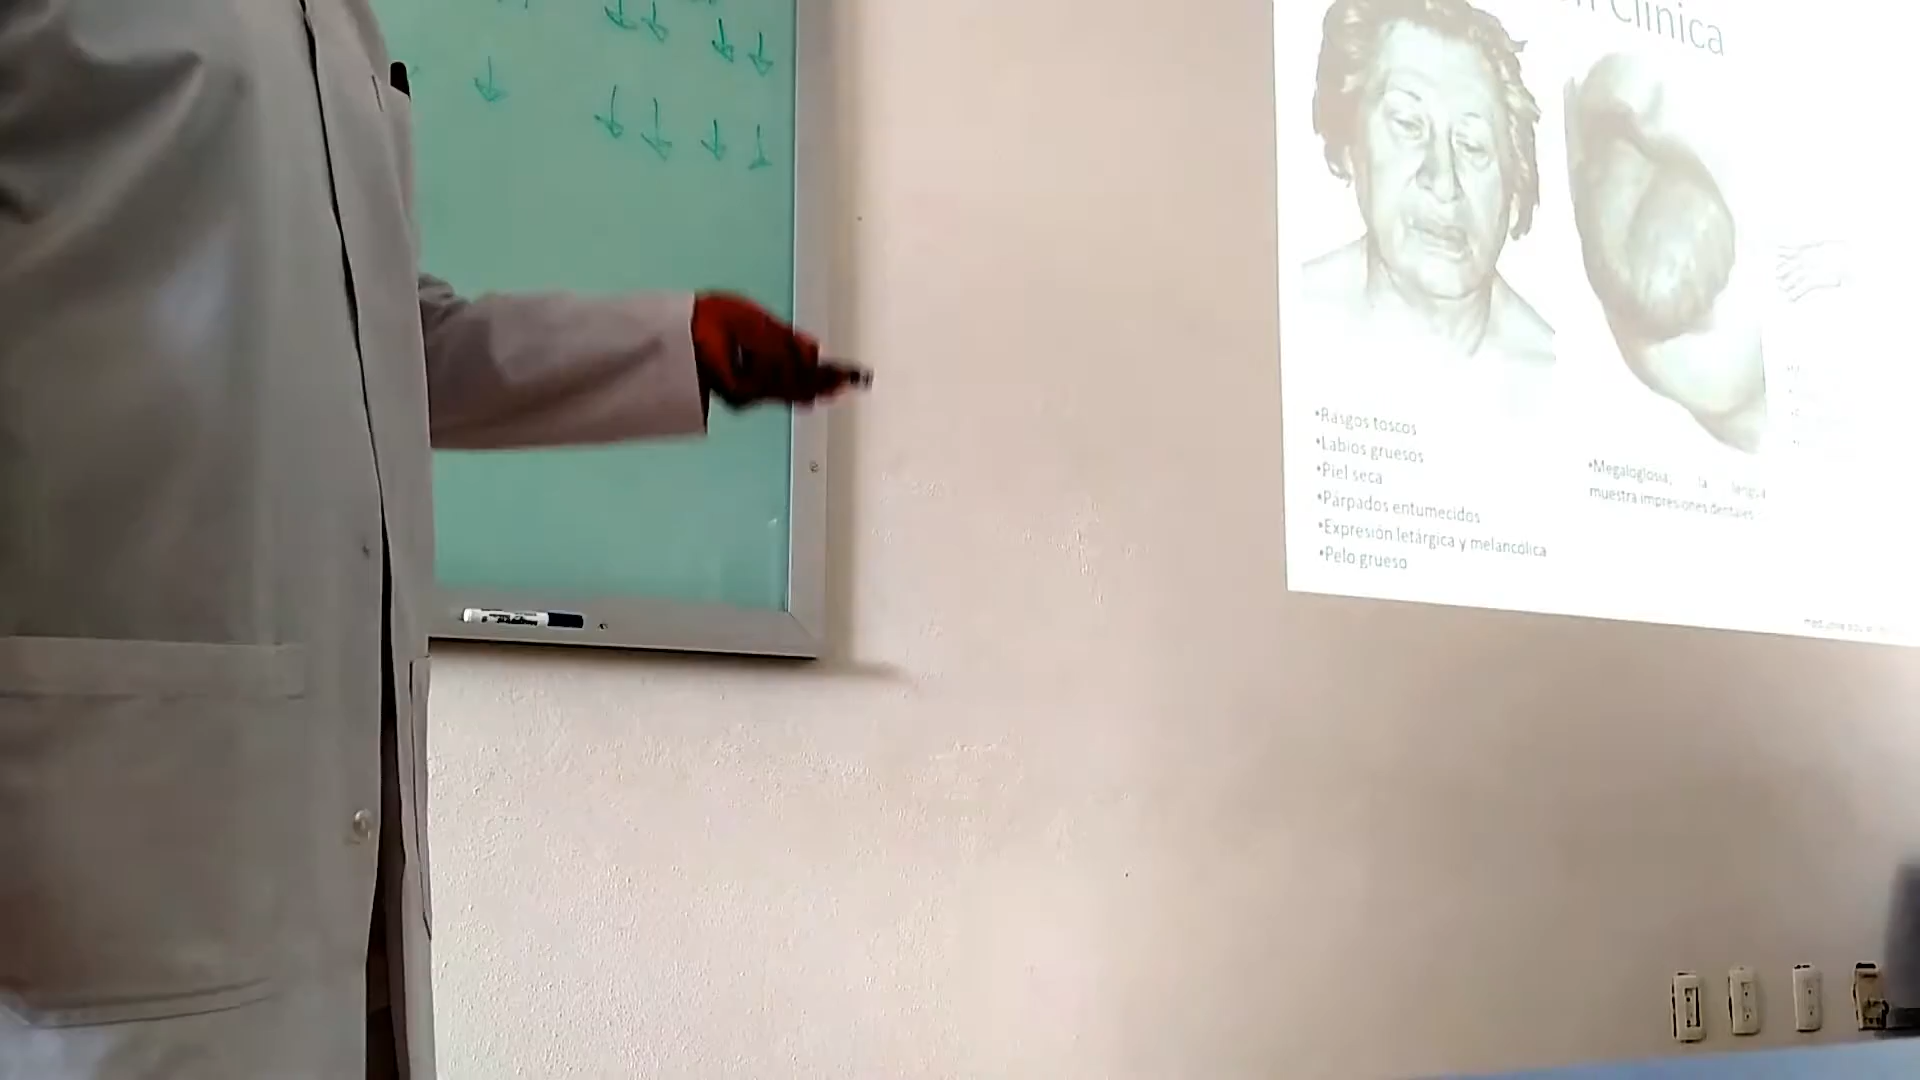 Clínica
•Rasgos toscos
•Labios gruesos
•Piel seca
•Párpados entumecidos
•Expresión letárgica y melancólica
•Pelo grueso
•Megaloglosia; la lengua
muestra impresiones dentales